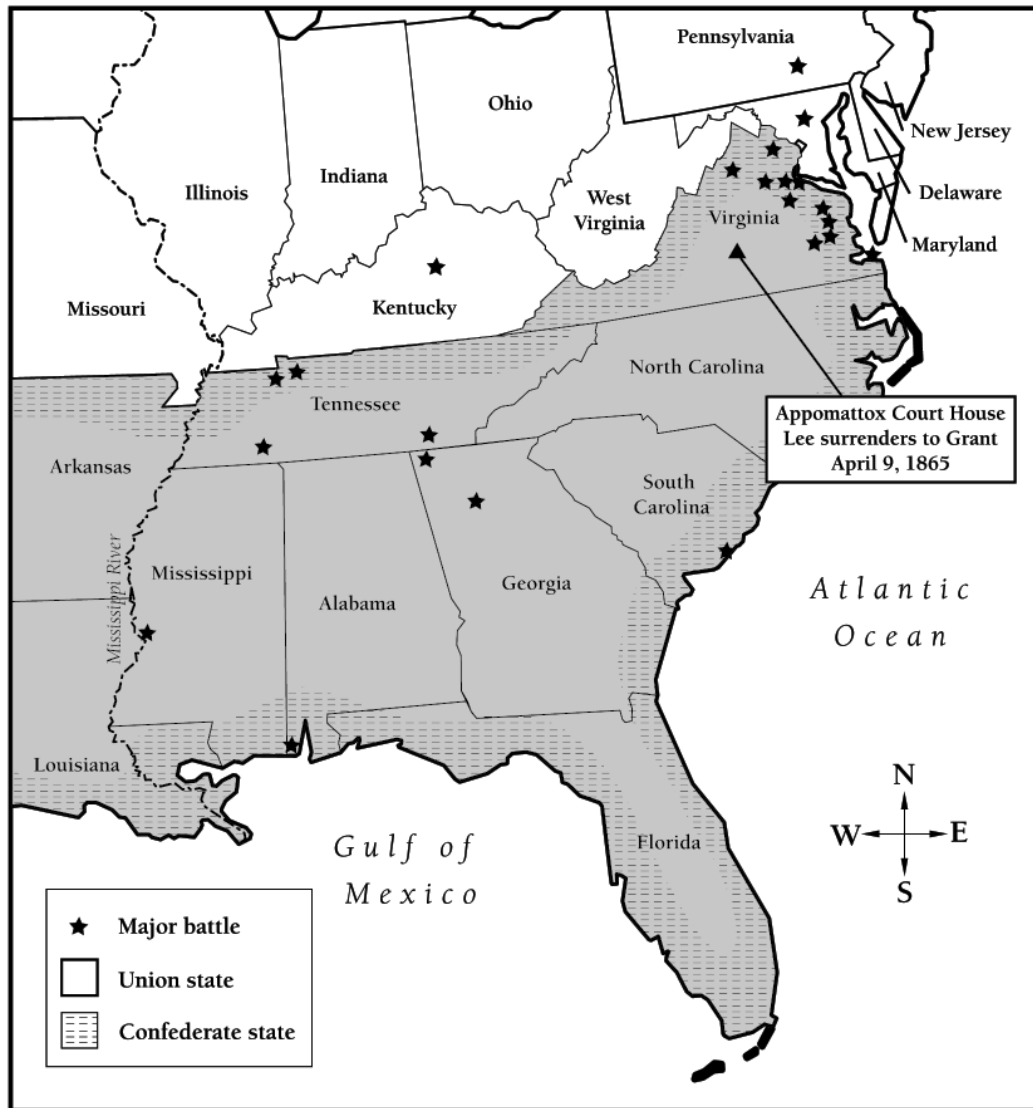 Pennsylvania
Ohio
New Jersey
Indiana
Illinois
West
Virginia
Delaware
Virginia
Maryland
Missouri
Kentucky
North Carolina
Tennessee
Appomattox Court House
Lee surrenders to Grant
April 9, 1865
Arkansas
South
Carolina
Mississippi River
Mississippi
Alabama
Georgia
Atlantic
Ocean
Louisiana
N
W
E
S
Florida
Gulf of
Mexico
Major battle
Union state
Confederate state